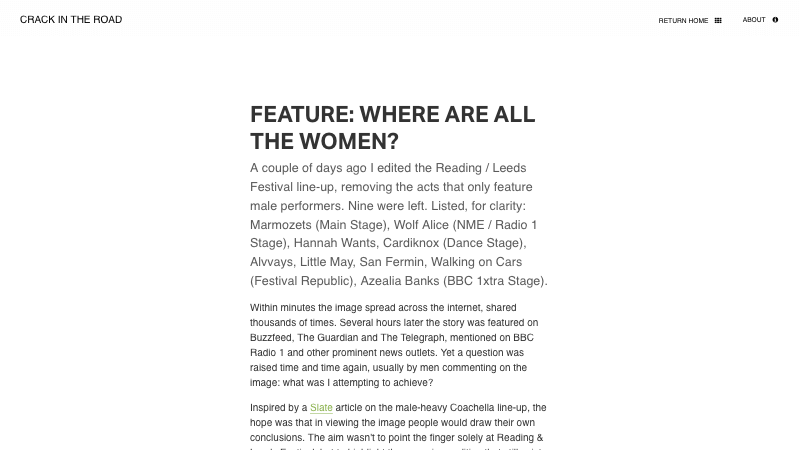 CRACK IN THE ROAD
RETURN HOME
ABOUT
FEATURE: WHERE ARE ALL
THE WOMEN?
A couple of days ago I edited the Reading / Leeds
Festival line-up, removing the acts that only feature
male performers. Nine were left. Listed, for clarity:
Marmozets (Main Stage), Wolf Alice (NME / Radio 1
Stage), Hannah Wants, Cardiknox (Dance Stage),
Alvvays, Little May, San Fermin, Walking on Cars
(Festival Republic), Azealia Banks (BBC 1xtra Stage).
Within minutes the image spread across the internet, shared
thousands of times. Several hours later the story was featured on
Buzzfeed, The Guardian and The Telegraph, mentioned on BBC
Radio 1 and other prominent news outlets. Yet a question was
raised time and time again, usually by men commenting on the
image: what was I attempting to achieve?
Inspired by a Slate article on the male-heavy Coachella line-up, the
hope was that in viewing the image people would draw their own
conclusions. The aim wasn't to point the finger solely at Reading &